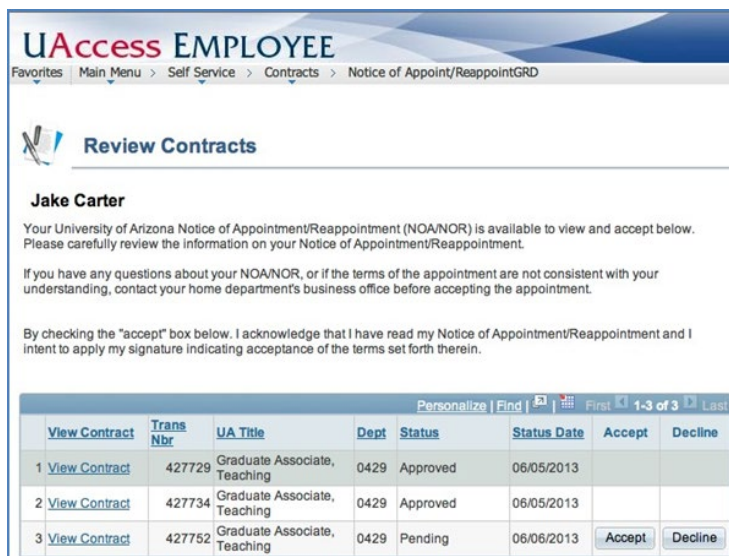 UAccess EMPLOYEE
Favorites Main Menu > Self Service > Contracts > Notice of Appoint/ReappointGRD
Review Contracts
Jake Carter
Your University of Arizona Notice of Appointment/Reappointment (NOA/NOR) is available to view and accept below.
Please carefully review the information on your Notice of Appointment/Reappointment.
If you have any questions about your NOA/NOR, or if the terms of the appointment are not consistent with your
understanding, contact your home department's business office before accepting the appointment.
By checking the "accept" box below. I acknowledge that I have read my Notice of Appointment/Reappointment and I
intent to apply my signature indicating acceptance of the terms set forth therein.
Personalize | Find | First 1-3 of 3 Last
View Contract Trans Nbr UA Title Dept Status Status Date Accept Decline
1 View Contract 427729 Graduate Associate, Teaching 0429 Approved 06/05/2013
2 View Contract 427734 Graduate Associate, Teaching 0429 Approved 06/05/2013
3 View Contract 427752 Graduate Associate, Teaching 0429 Pending 06/06/2013 Accept Decline